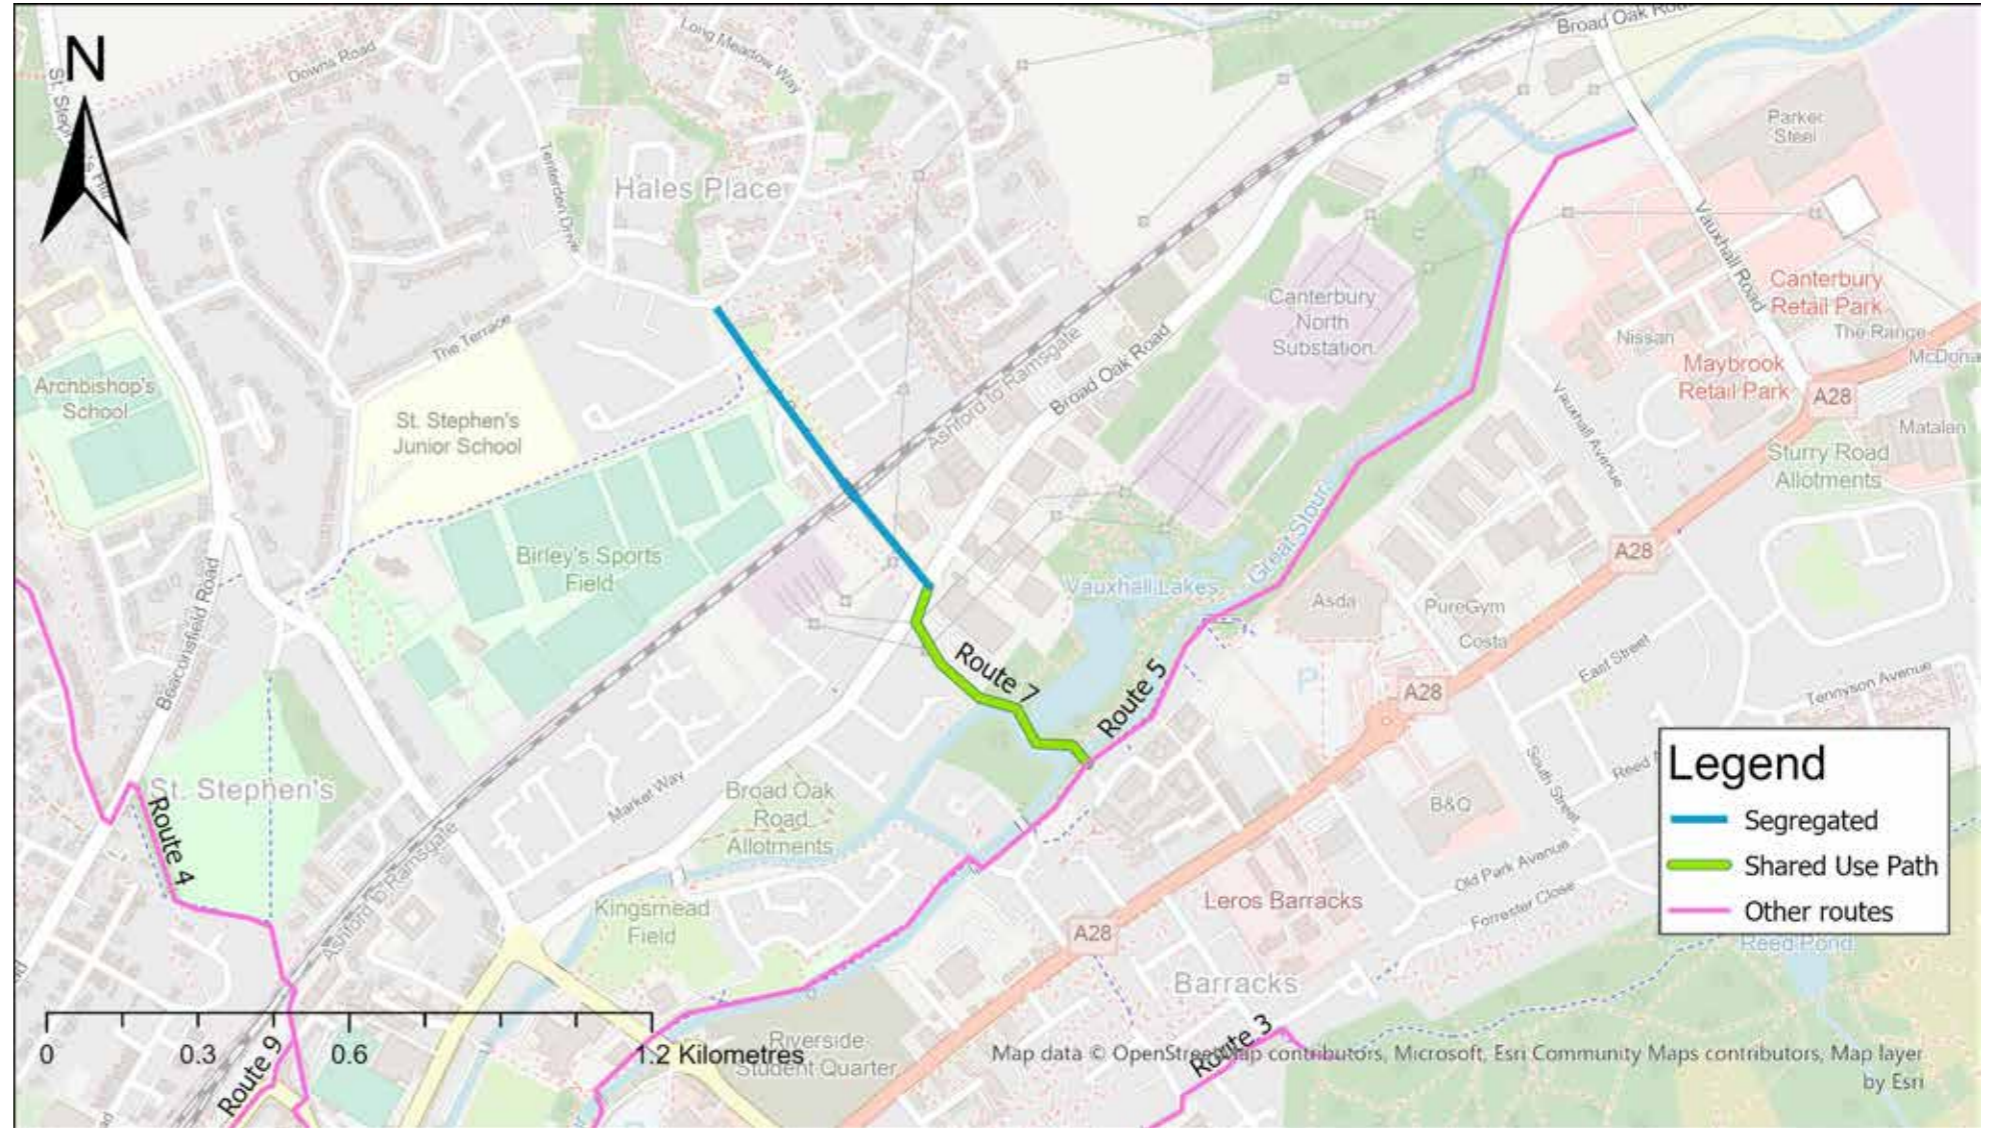 Broad Oak
N
Long Meadow Way
Downs Road
St. Stephen's Hill
Parker
Steel
Tenterden Drive
Hales Place
Vauxhall Road
Canterbury
Retail Park
Canterbury
North
Substation
The Terrace
Ashford to Ramsgate
Broad Oak Road
Nissan
The Range
McDona
Maybrook
Retail Park
A28
Archbishop's
School
St. Stephen's
Junior School
Vauxhall Avenue
Matalan
Sturry Road
Allotments
Great Stour
Birley's Sports
Field
A28
Vauxhall Lakes
Asda
PureGym
Costa
Beaconsfield Road
Route 7
Route 5
P
A28
East Street
Tennyson Avenue
Legend
Segregated
Shared Use Path
Other routes
Reed
South Street
St. Stephen's
Route 4
Market Way
Broad Oak
Road
Allotments
B&Q
Ashford to Ramsgate
Old Park Avenue
Forrester Close
Leros Barracks
Kingsmead
Field
A28
Reed Pond
Barracks
0
0.3
0.6
1.2 Kilometres
Route 9
Riverside
Student Quarter
Route 3
Map data © OpenStreetMap contributors, Microsoft, Esri Community Maps contributors, Map layer
by Esri